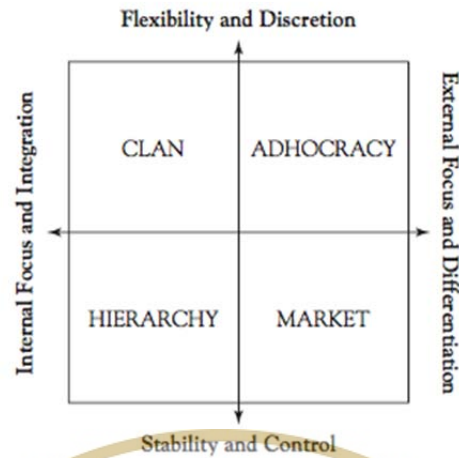 Flexibility and Discretion
Internal Focus and Integration
CLAN
ADHOCRACY
External Focus and Differentiation
HIERARCHY
MARKET
Stability and Control